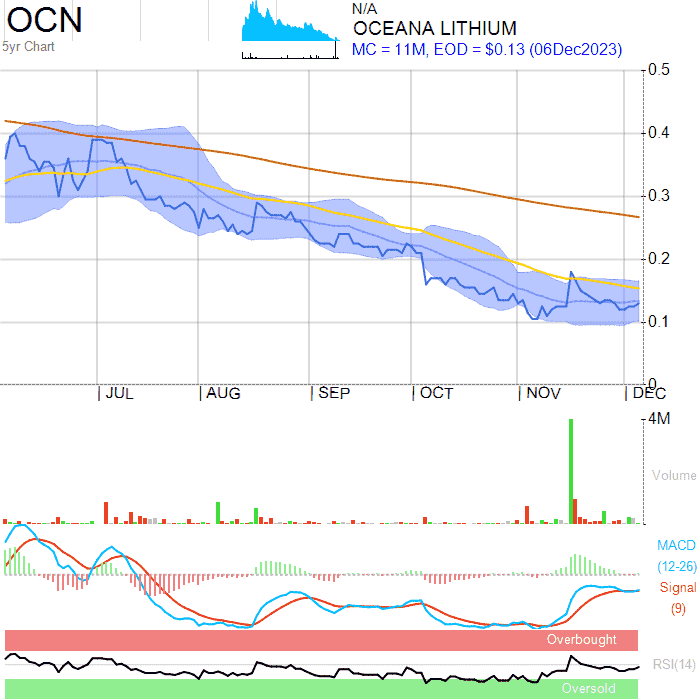 OCN
5yr Chart
N/A
OCEANA LITHIUM
MC = 11M, EOD = $0.13 (06Dec2023)
0.5
0.4
0.3
0.2
0.1
0
JUL AUG SEP OCT NOV DEC
4M
Volume
MACD
(12-26)
Signal
(9)
Overbought
RSI(14)
Oversold